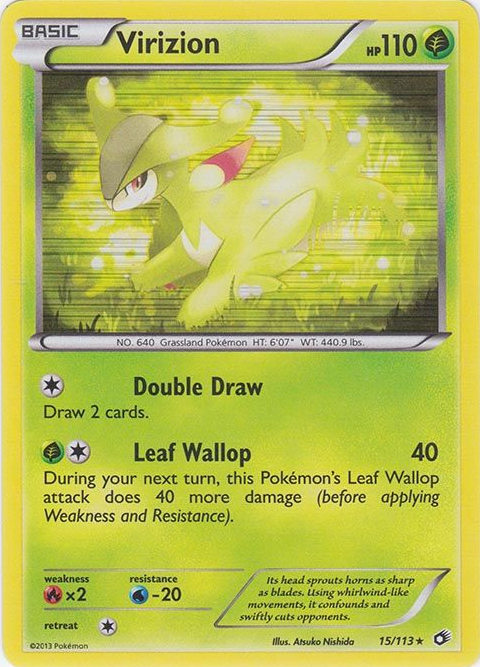 BASIC
Virizion
HP110
NO. 640 Grassland Pokémon HT: 6'07" WT: 440.9 lbs.
Double Draw
Draw 2 cards.
Leaf Wallop 40
During your next turn, this Pokémon's Leaf Wallop
attack does 40 more damage (before applying
Weakness and Resistance).
weakness resistance
×2 -20
retreat
Its head sprouts horns as sharp
as blades. Using whirlwind-like
movements, it confounds and
swiftly cuts opponents.
©2013 Pokémon Illus. Atsuko Nishida 15/113★